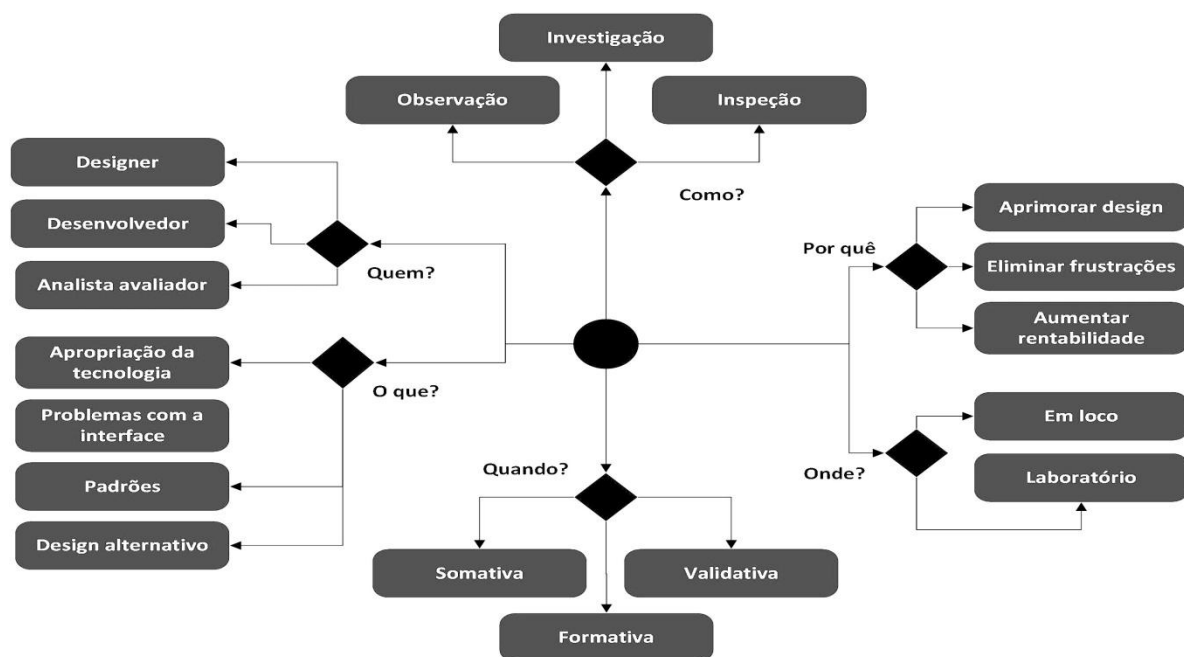 Investigação
Observação
Inspeção
Como?
Designer
Desenvolvedor
Analista avaliador
Quem?
Apropriação da
tecnologia
Problemas com a
interface
Padrões
Design alternativo
O que?
Por quê
Aprimorar design
Eliminar frustrações
Aumentar
rentabilidade
Onde?
Em loco
Laboratório
Quando?
Somativa
Validativa
Formativa